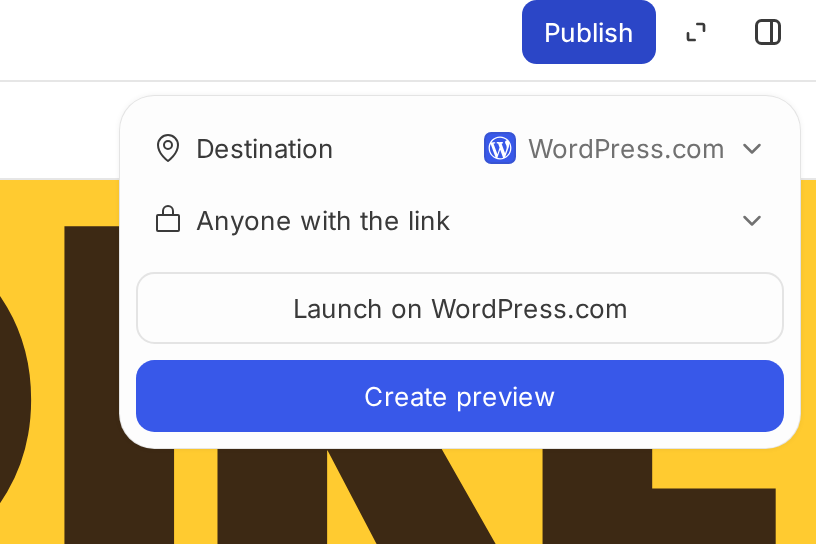 Publish
Destination
WordPress.com
Anyone with the link
Launch on WordPress.com
Create preview